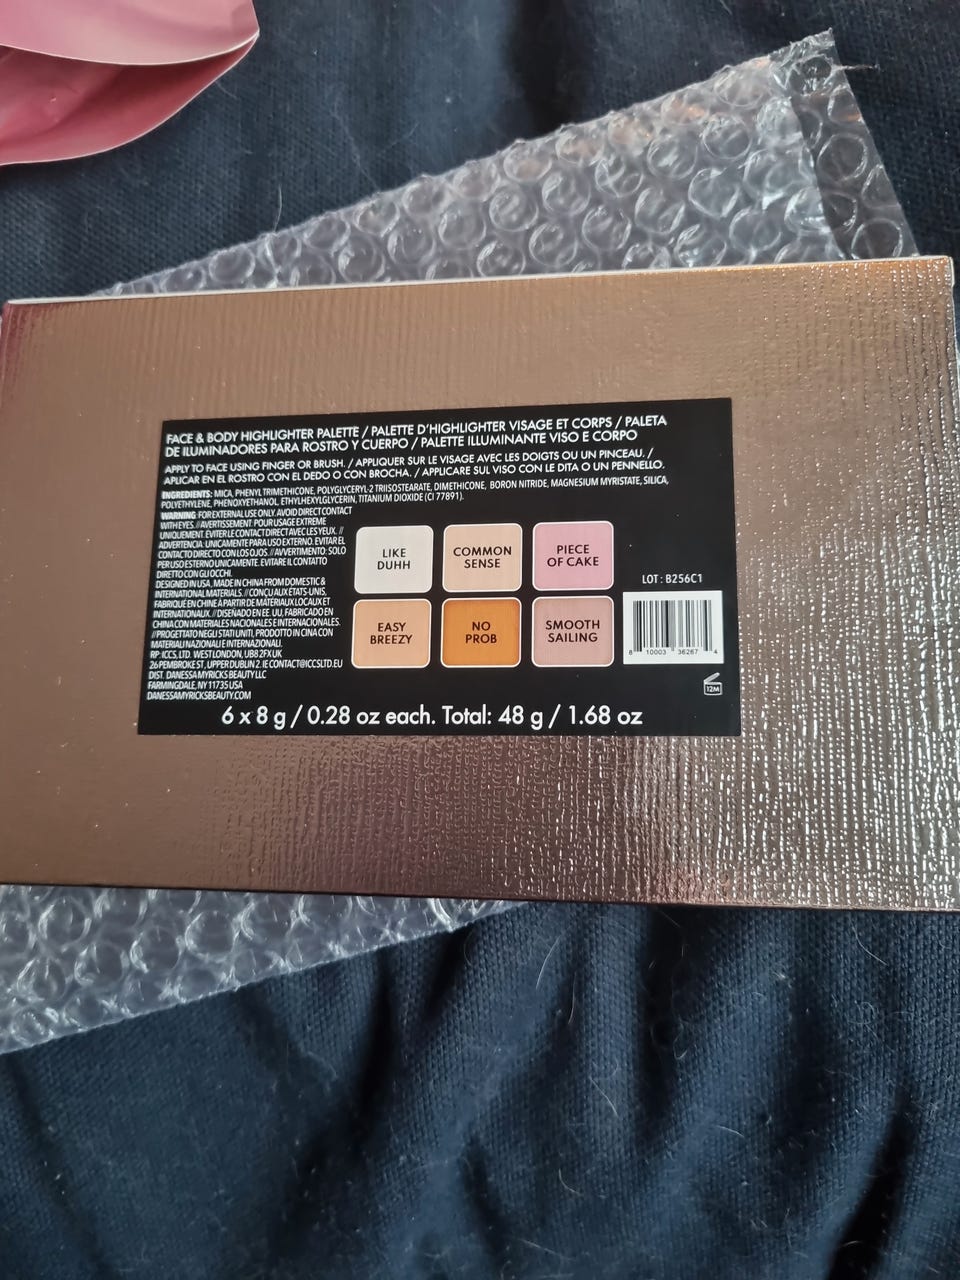 FACE & BODY HIGHLIGHTER PALETTE / PALETTE D'HIGHLIGHTER VISAGE ET CORPS / PALETA
DE ILUMINADORES PARA ROSTRO Y CUERPO / PALETTE ILLUMINANTE VISO E CORPO
APPLY TO FACE USING FINGER OR BRUSH. / APPLIQUER SUR LE VISAGE AVEC LES DOIGTS OU UN PINCEAU. /
APLICAR EN EL ROSTRO CON EL DEDO O CON BROCHA. / APPLICARE SUL VISO CON LE DITA O UN PENNELLO.
INGREDIENTS: MICA, PHENYL TRIMETHICONE, POLYGLYCERYL-2 TRIISOSTEARATE, DIMETHICONE, BORON NITRIDE, MAGNESIUM MYRISTATE, SILICA,
POLYETHYLENE, PHENOXYETHANOL, ETHYLHEXYLGLYCERIN, TITANIUM DIOXIDE (CI 77891).
WARNING: FOR EXTERNAL USE ONLY. AVOID DIRECT CONTACT
WITH EYES. // AVERTISSEMENT: POUR USAGE EXTREME
UNIQUEMENT. EVITER LE CONTACT DIRECT AVEC LES YEUX. //
ADVERTENCIA: UNICAMENTE PARA USO EXTERNO. EVITAR EL
CONTACTO DIRECTO CON LOS OJOS. // AVVERTIMENTO: SOLO
PER USO ESTERNO UNICAMENTE. EVITARE IL CONTATTO
DIRETTO CON GLI OCCHI.
DESIGNED IN USA, MADE IN CHINA FROM DOMESTIC &
INTERNATIONAL MATERIALS. // CONÇU AUX ÉTATS-UNIS,
FABRIQUÉ EN CHINE À PARTIR DE MATÉRIAUX LOCAUX ET
INTERNATIONAUX. // DISEÑADO EN EE. UU, FABRICADO EN
CHINA CON MATERIALES NACIONALES E INTERNACIONALES.
// PROGETTATO NEGLI STATI UNITI, PRODOTTO IN CINA CON
MATERIALI NAZIONALI E INTERNAZIONALI.
RP: ICCS, LTD. WEST LONDON, UB8 2FX UK
26 PEMBROKE ST, UPPER DUBLIN 2. IE CONTACT@ICCSLTD.EU
DIST. DANESSA MYRICKS BEAUTY LLC
FARMINGDALE, NY 11735 USA
DANESSAMYRICKSBEAUTY.COM
LIKE
DUHH
COMMON
SENSE
PIECE
OF CAKE
EASY
BREEZY
NO
PROB
SMOOTH
SAILING
LOT : B256C1
8 10003 36267 4
12M
6 x 8 g / 0.28 oz each. Total: 48 g / 1.68 oz